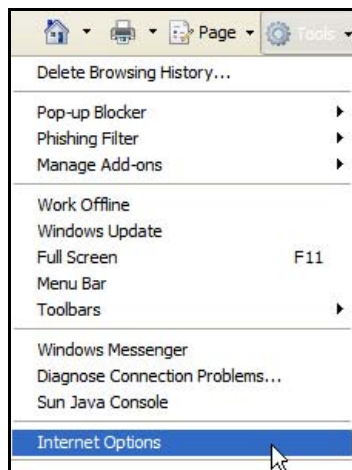 Page Tools
Delete Browsing History...
Pop-up Blocker
Phishing Filter
Manage Add-ons
Work Offline
Windows Update
Full Screen F11
Menu Bar
Toolbars
Windows Messenger
Diagnose Connection Problems...
Sun Java Console
Internet Options